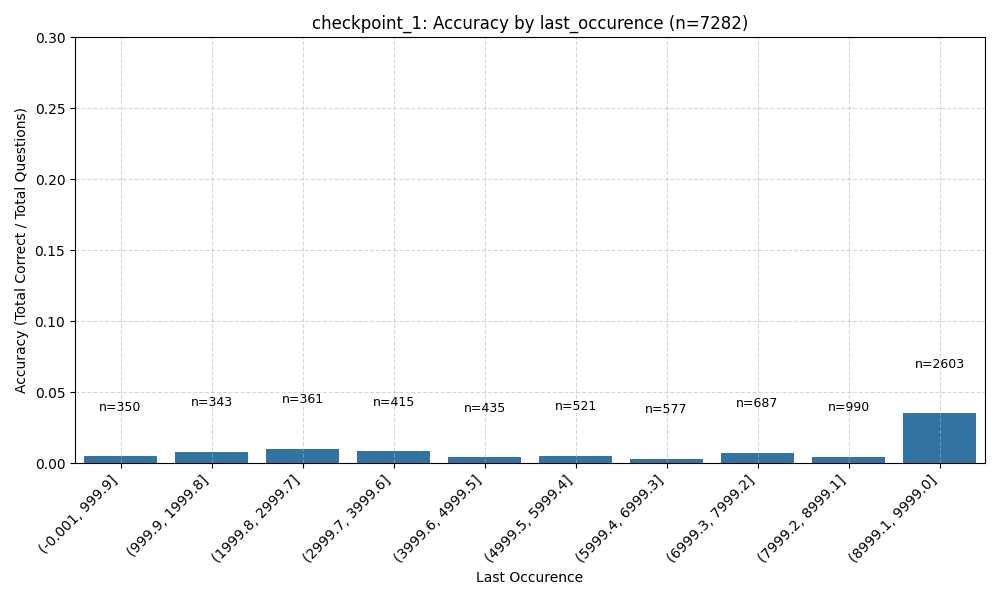 checkpoint_1: Accuracy by last_occurence (n=7282)
Accuracy (Total Correct / Total Questions)
0.30
0.25
0.20
0.15
0.10
0.05
0.00
n=350
n=343
n=361
n=415
n=435
n=521
n=577
n=687
n=990
n=2603
(-0.001, 999.9]
(999.9, 1999.8]
(1999.8, 2999.7]
(2999.7, 3999.6]
(3999.6, 4999.5]
(4999.5, 5999.4]
(5999.4, 6999.3]
(6999.3, 7999.2]
(7999.2, 8999.1]
(8999.1, 9999.0]
Last Occurence